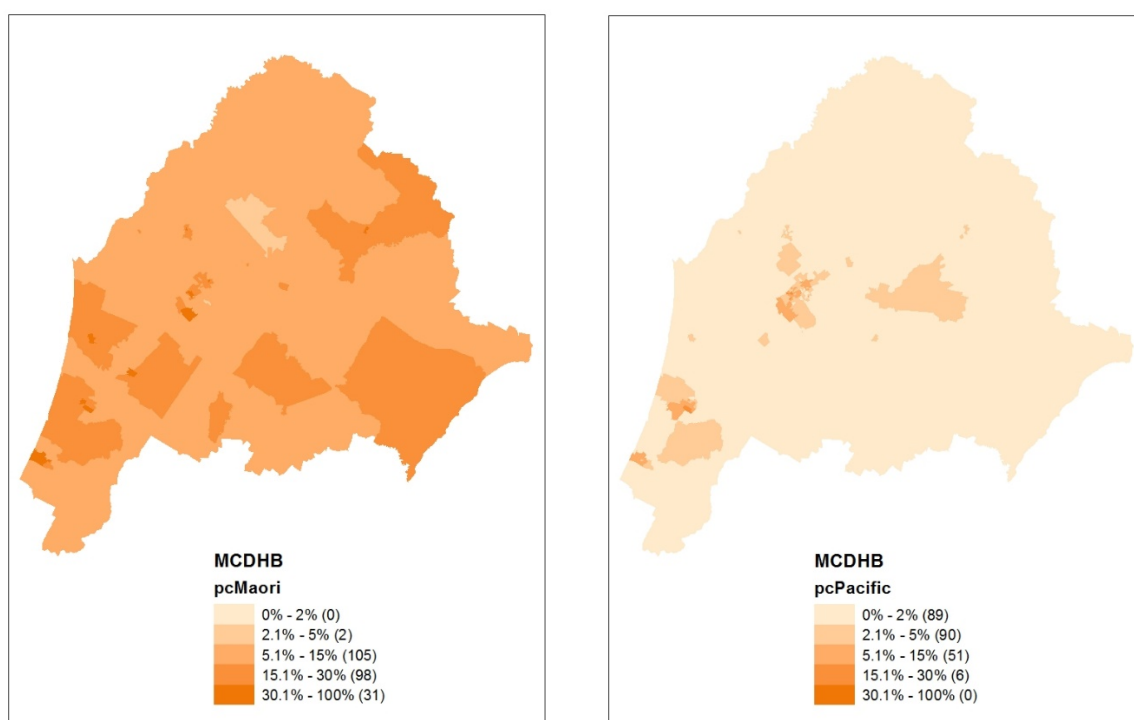 MCDHB
pcMaori
0% - 2% (0)
2.1% - 5% (2)
5.1% - 15% (105)
15.1% - 30% (98)
30.1% - 100% (31)
MCDHB
pcPacific
0% - 2% (89)
2.1% - 5% (90)
5.1% - 15% (51)
15.1% - 30% (6)
30.1% - 100% (0)